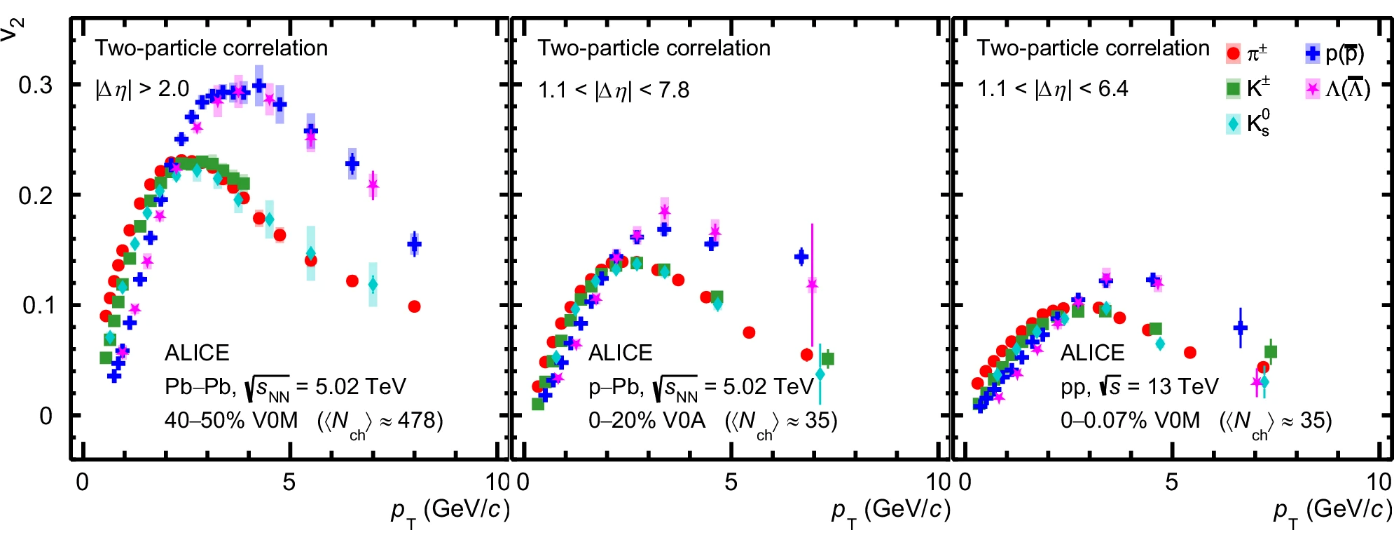 v2
Two-particle correlation
|Δη| > 2.0
0.3
0.2
0.1
0
ALICE
Pb–Pb, √sNN = 5.02 TeV
40–50% V0M (⟨Nch⟩ ≈ 478)
0 5 10
pT (GeV/c)
Two-particle correlation
1.1 < |Δη| < 7.8
ALICE
p–Pb, √sNN = 5.02 TeV
0–20% V0A (⟨Nch⟩ ≈ 35)
0 5 10
pT (GeV/c)
Two-particle correlation
1.1 < |Δη| < 6.4
π±
K±
K0s
p(p̅)
Λ(Λ̅)
ALICE
pp, √s = 13 TeV
0–0.07% V0M (⟨Nch⟩ ≈ 35)
0 5 10
pT (GeV/c)